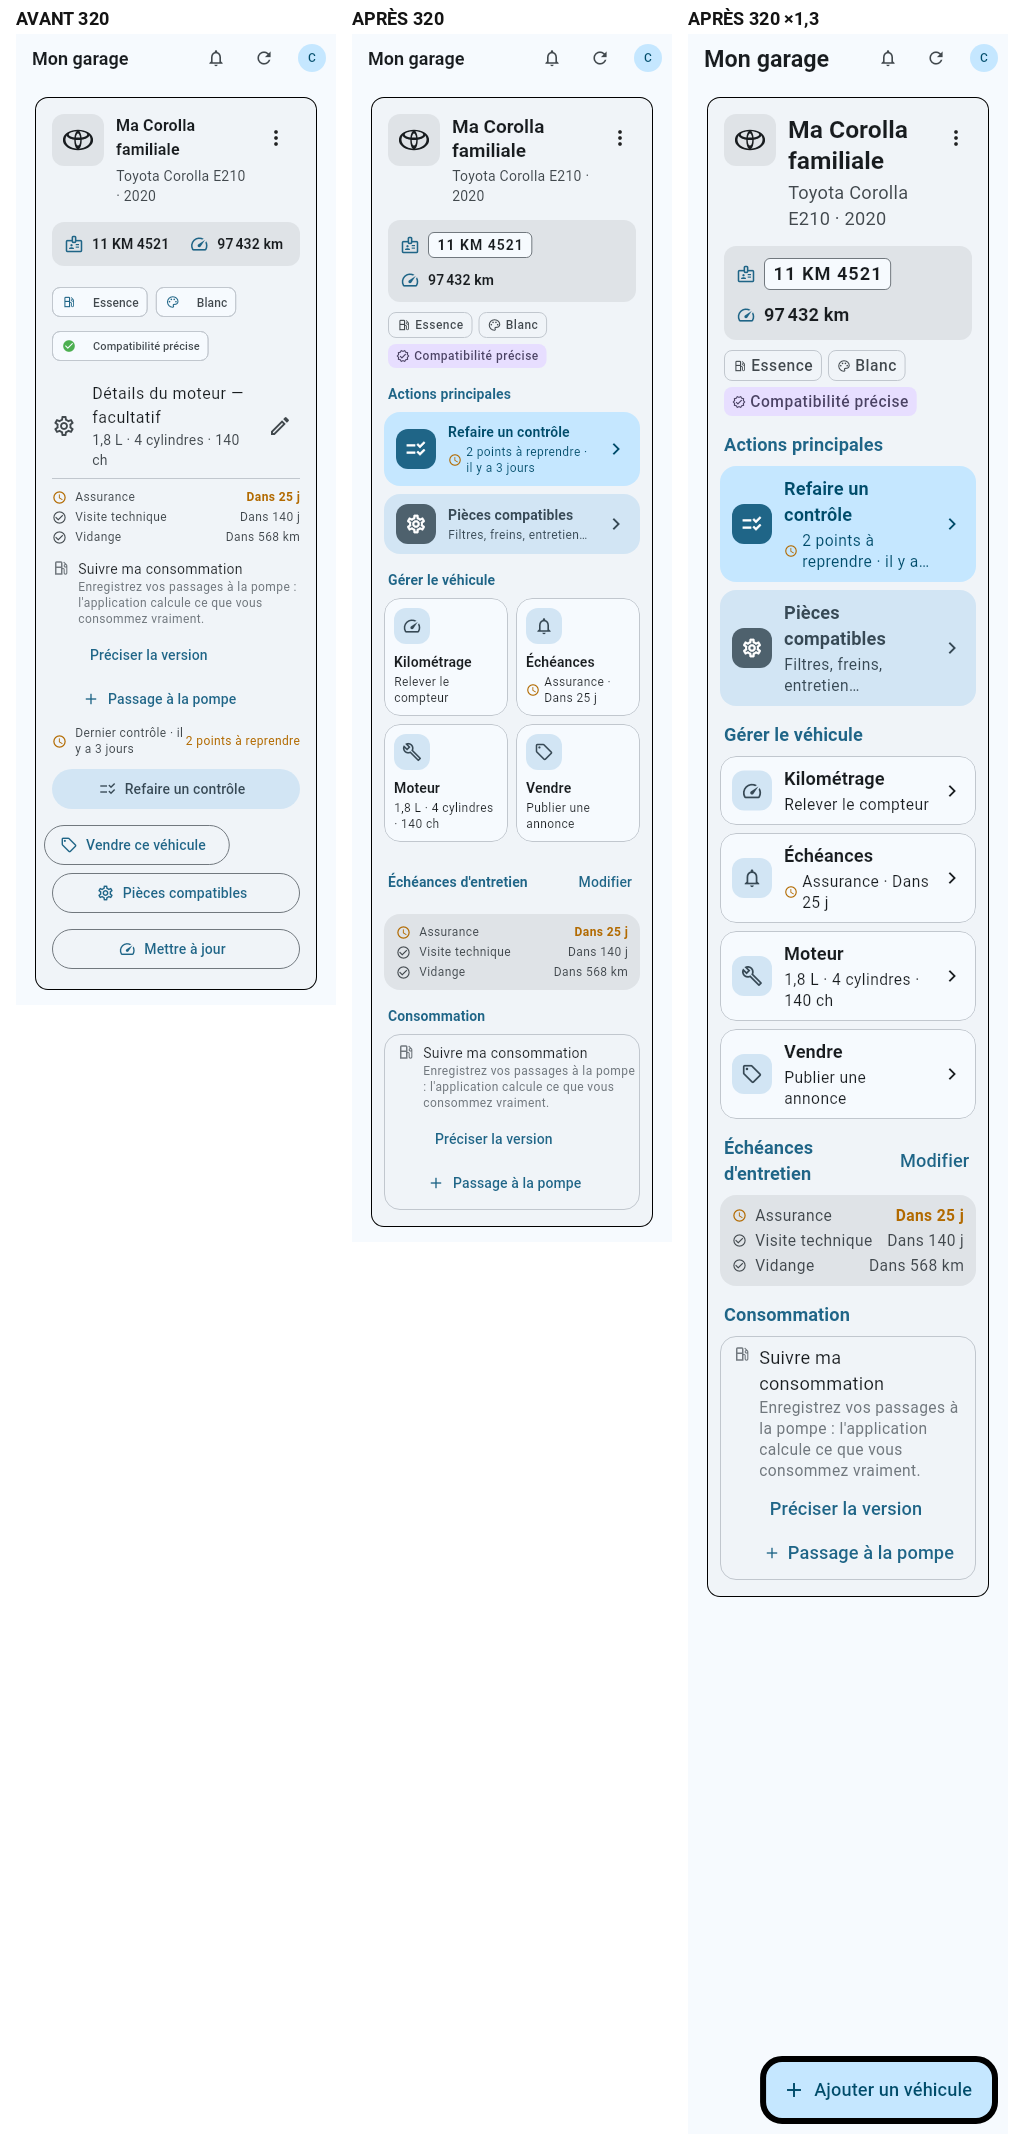 AVANT 320
Mon garage
C
Ma Corolla
familiale
Toyota Corolla E210
· 2020
11 KM 4521
97 432 km
Essence
Blanc
Compatibilité précise
Détails du moteur —
facultatif
1,8 L · 4 cylindres · 140
ch
Assurance
Dans 25 j
Visite technique
Dans 140 j
Vidange
Dans 568 km
Suivre ma consommation
Enregistrez vos passages à la pompe :
l'application calcule ce que vous
consommez vraiment.
Préciser la version
Passage à la pompe
Dernier contrôle · il
y a 3 jours
2 points à reprendre
Refaire un contrôle
Vendre ce véhicule
Pièces compatibles
Mettre à jour
APRÈS 320
Mon garage
C
Ma Corolla
familiale
Toyota Corolla E210 ·
2020
11 KM 4521
97 432 km
Essence
Blanc
Compatibilité précise
Actions principales
Refaire un contrôle
2 points à reprendre ·
il y a 3 jours
Pièces compatibles
Filtres, freins, entretien…
Gérer le véhicule
Kilométrage
Relever le
compteur
Échéances
Assurance ·
Dans 25 j
Moteur
1,8 L · 4 cylindres
· 140 ch
Vendre
Publier une
annonce
Échéances d'entretien
Modifier
Assurance
Dans 25 j
Visite technique
Dans 140 j
Vidange
Dans 568 km
Consommation
Suivre ma consommation
Enregistrez vos passages à la pompe
: l'application calcule ce que vous
consommez vraiment.
Préciser la version
Passage à la pompe
APRÈS 320 ×1,3
Mon garage
C
Ma Corolla
familiale
Toyota Corolla
E210 · 2020
11 KM 4521
97 432 km
Essence
Blanc
Compatibilité précise
Actions principales
Refaire un
contrôle
2 points à
reprendre · il y a…
Pièces
compatibles
Filtres, freins,
entretien…
Gérer le véhicule
Kilométrage
Relever le compteur
Échéances
Assurance · Dans
25 j
Moteur
1,8 L · 4 cylindres ·
140 ch
Vendre
Publier une
annonce
Échéances
d'entretien
Modifier
Assurance
Dans 25 j
Visite technique
Dans 140 j
Vidange
Dans 568 km
Consommation
Suivre ma
consommation
Enregistrez vos passages à
la pompe : l'application
calcule ce que vous
consommez vraiment.
Préciser la version
Passage à la pompe
Ajouter un véhicule